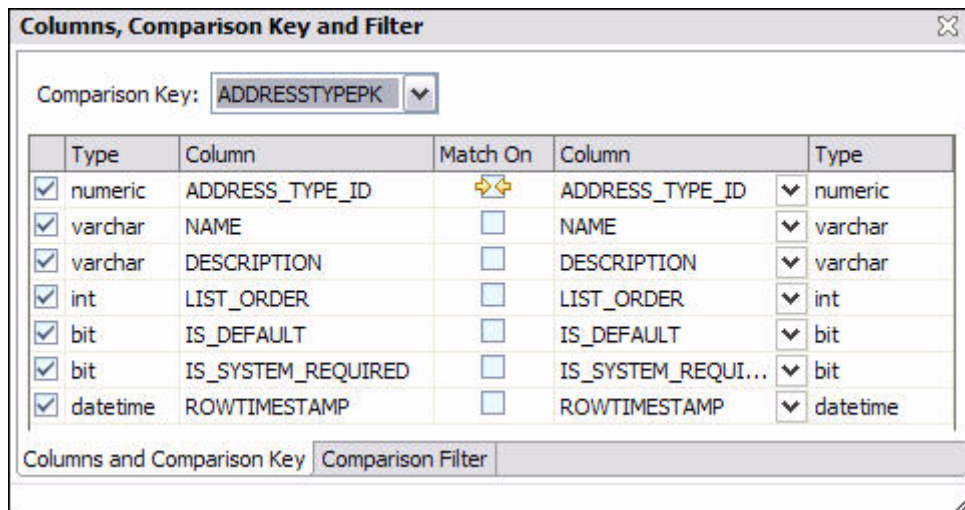 Columns, Comparison Key and Filter
Comparison Key: ADDRESSTYPEPK
Type Column Match On Column Type
numeric ADDRESS_TYPE_ID ADDRESS_TYPE_ID numeric
varchar NAME NAME varchar
varchar DESCRIPTION DESCRIPTION varchar
int LIST_ORDER LIST_ORDER int
bit IS_DEFAULT IS_DEFAULT bit
bit IS_SYSTEM_REQUIRED IS_SYSTEM_REQUI... bit
datetime ROWTIMESTAMP ROWTIMESTAMP datetime
Columns and Comparison Key Comparison Filter